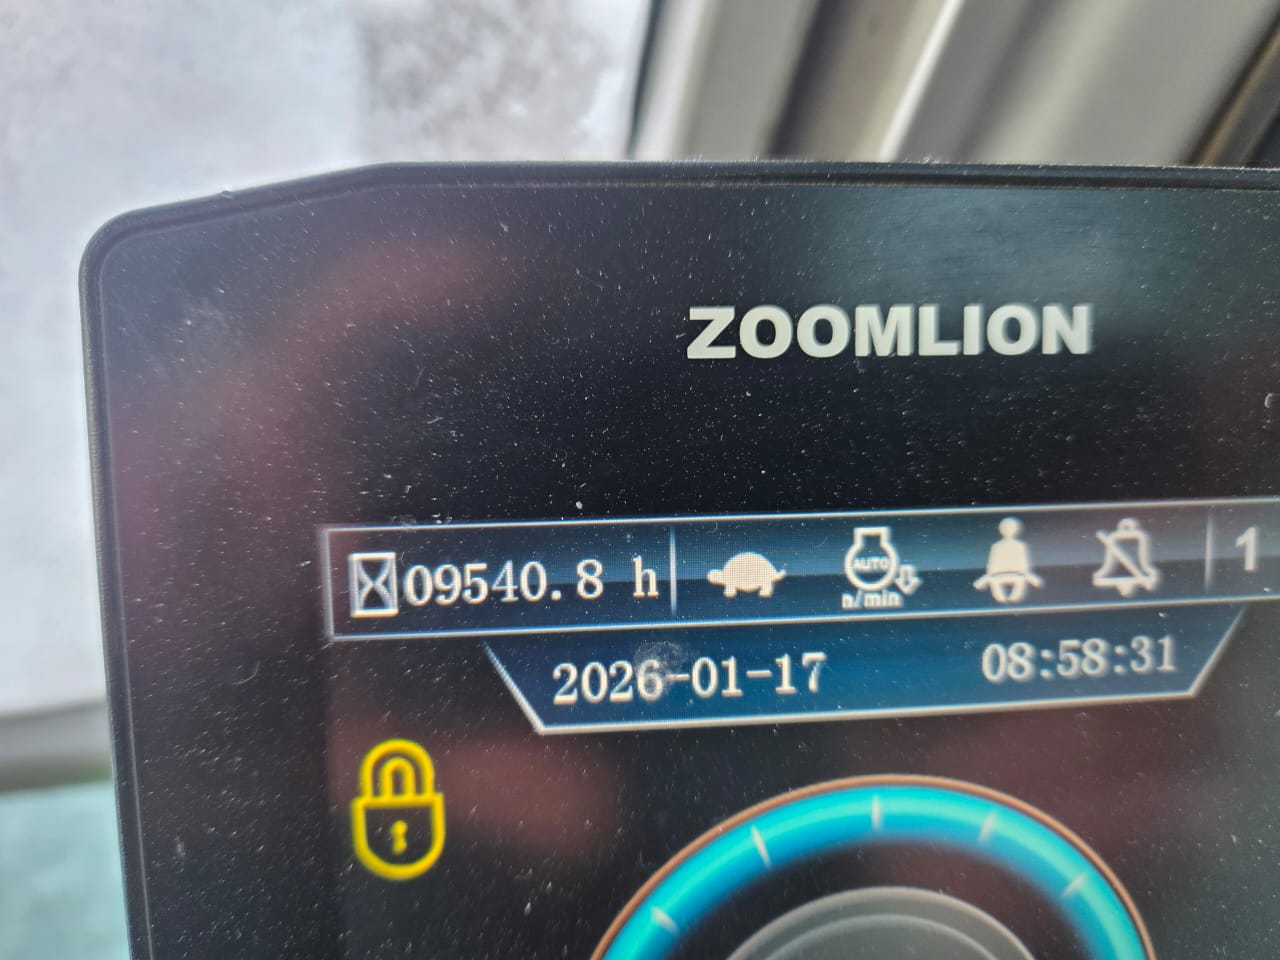 ZOOMLION
09540.8 h AUTO n/min 1
2026-01-17 08:58:31